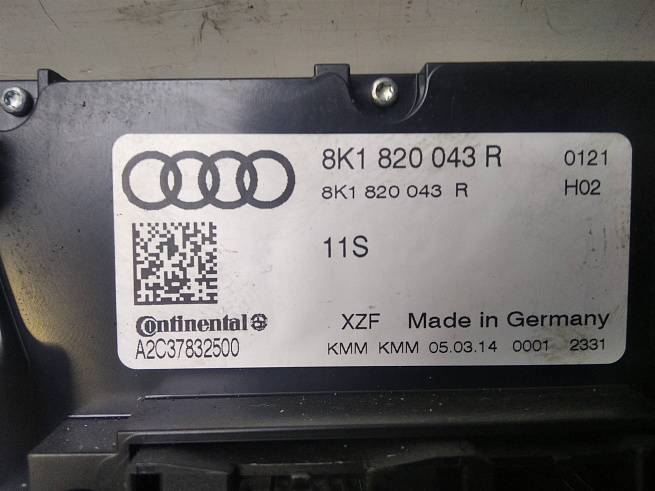 8K1 820 043 R 0121
8K1 820 043 R H02
11S
Continental XZF Made in Germany
A2C37832500 KMM KMM 05.03.14 0001 2331